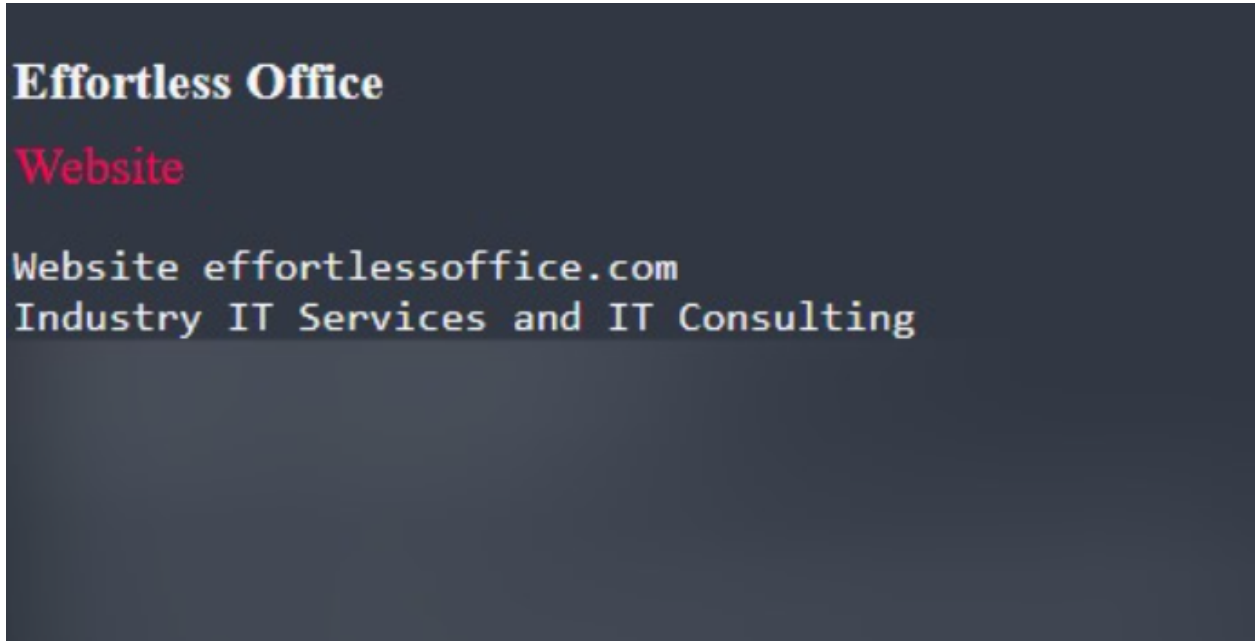 Effortless Office
Website
Website effortlessoffice.com
Industry IT Services and IT Consulting